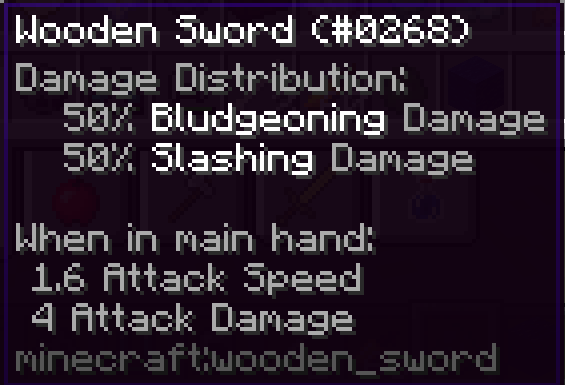 Wooden Sword (#0268)
Damage Distribution:
50% Bludgeoning Damage
50% Slashing Damage
When in main hand:
1.6 Attack Speed
4 Attack Damage
minecraft:wooden_sword